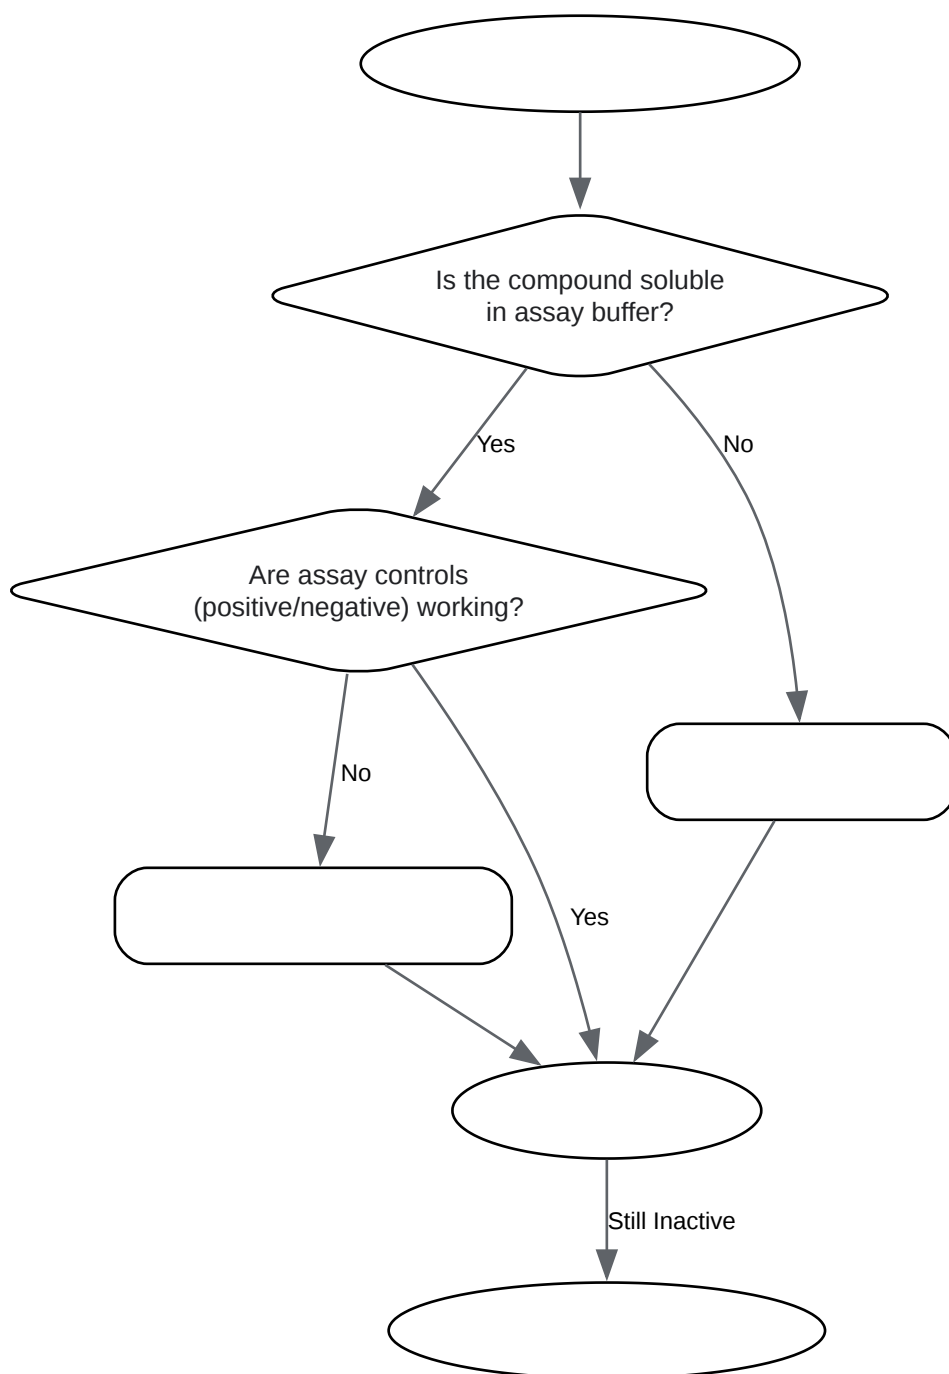 Is the compound soluble
in assay buffer?
Yes
No
Are assay controls
(positive/negative) working?
No
Yes
Still Inactive